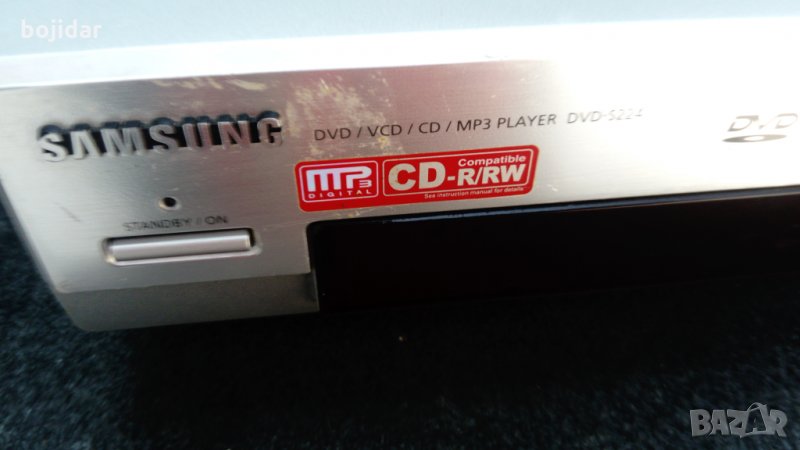 bojidar
SAMSUNG
DVD / VCD / CD / MP3 PLAYER DVD-S224
DVD
MP3
DIGITAL
Compatible
CD-R/RW
See instruction manual for details
STANDBY / ON
BAZAR